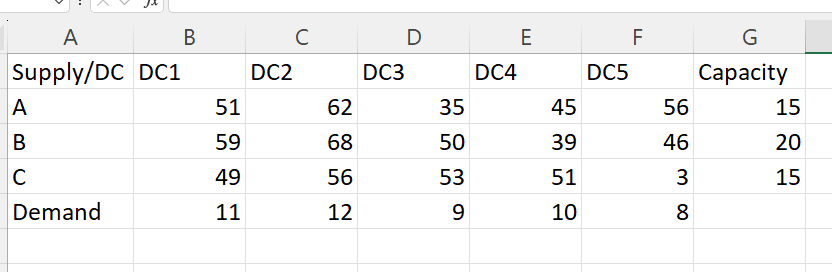 A B C D E F G
Supply/DC DC1 DC2 DC3 DC4 DC5 Capacity
A 51 62 35 45 56 15
B 59 68 50 39 46 20
C 49 56 53 51 3 15
Demand 11 12 9 10 8